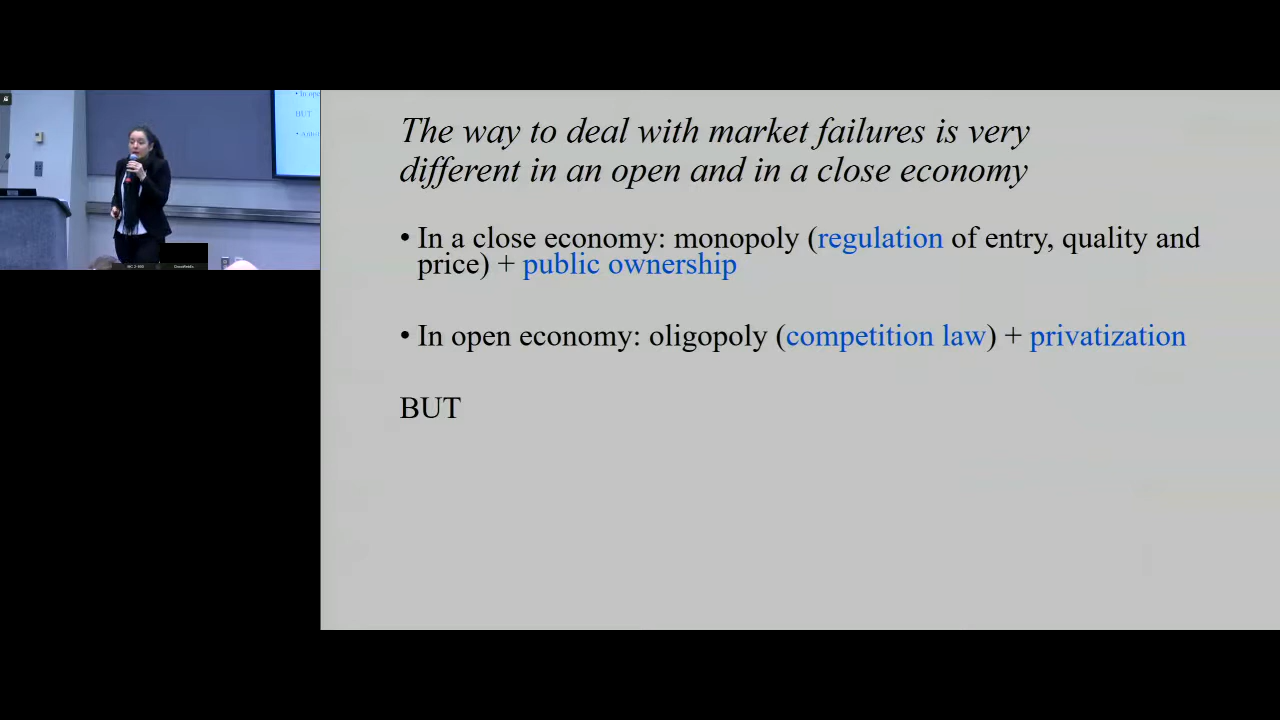 The way to deal with market failures is very
different in an open and in a close economy
• In a close economy: monopoly (regulation of entry, quality and
price) + public ownership
• In open economy: oligopoly (competition law) + privatization
BUT
BUT